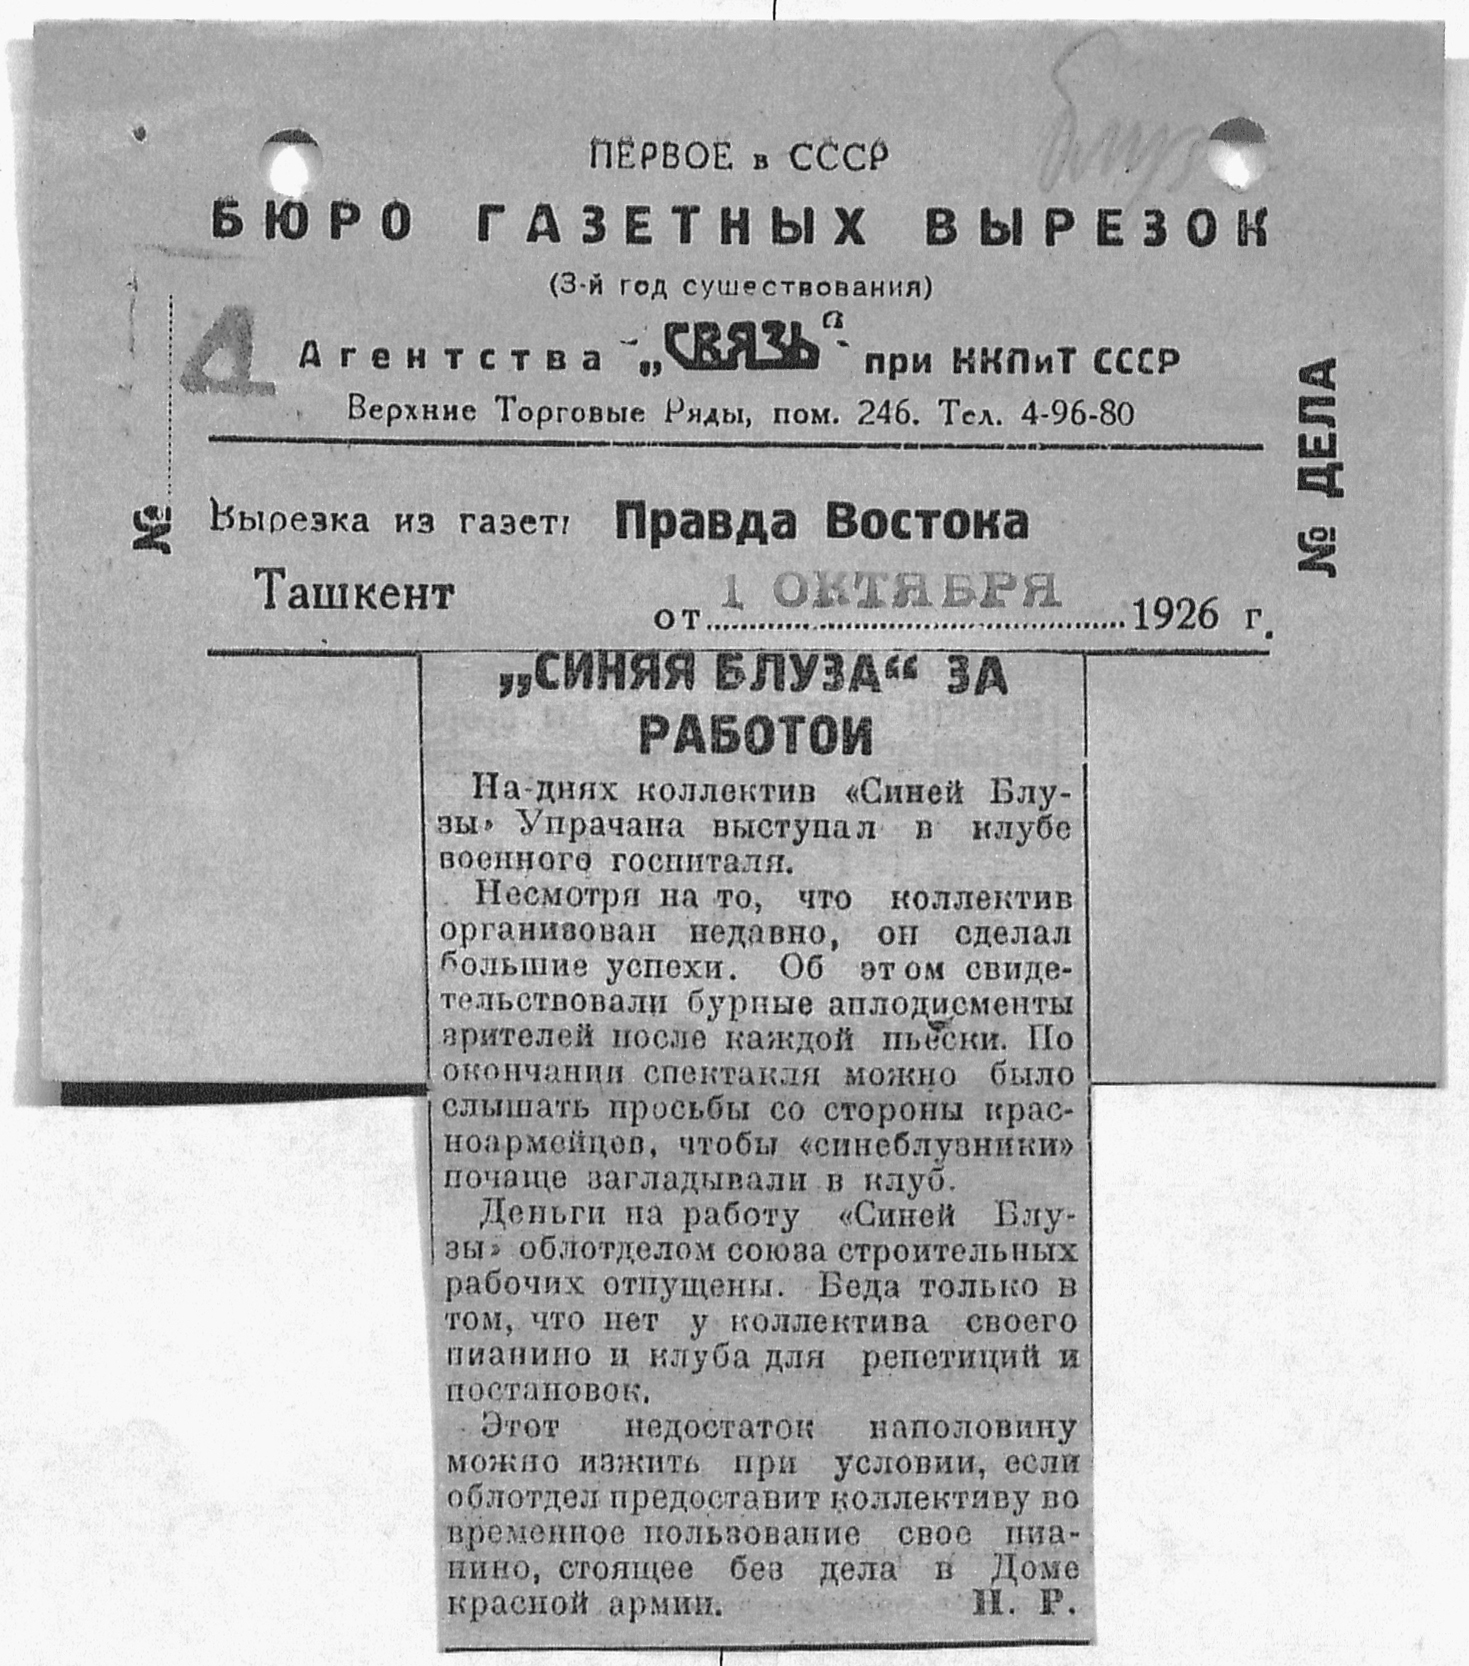 блуз
ПЕРВОЕ в СССР
БЮРО ГАЗЕТНЫХ ВЫРЕЗОК
(3-й год существования)
Д
Агентства „СВЯЗЬ“ при НКПиТ СССР
Верхние Торговые Ряды, пом. 246. Тел. 4-96-80
№
№ ДЕЛА
Вырезка из газеты Правда Востока
Ташкент
от 1 ОКТЯБРЯ 1926 г.
„СИНЯЯ БЛУЗА“ ЗА
РАБОТОЙ
На-днях коллектив «Синей Блу-
зы» Упрачана выступал в клубе
военного госпиталя.
Несмотря на то, что коллектив
организован недавно, он сделал
большие успехи. Об этом свиде-
тельствовали бурные аплодисменты
зрителей после каждой пьески. По
окончании спектакля можно было
слышать просьбы со стороны крас-
ноармейцев, чтобы «синеблузники»
почаще загладывали в клуб.
Деньги на работу «Синей Блу-
зы» облотделом союза строительных
рабочих отпущены. Беда только в
том, что нет у коллектива своего
пианино и клуба для репетиций и
постановок.
Этот недостаток наполовину
можно изжить при условии, если
облотдел предоставит коллективу во
временное пользование свое пиа-
нино, стоящее без дела в Доме
красной армии. Н. Р.